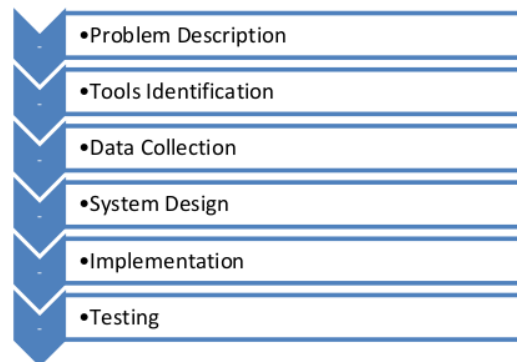 •Problem Description
•Tools Identification
•Data Collection
•System Design
•Implementation
•Testing